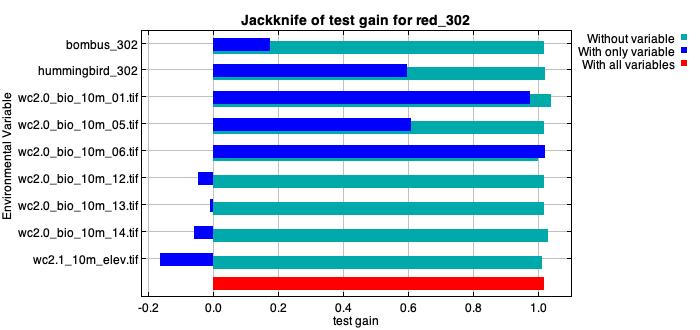 Jackknife of test gain for red_302
Without variable
With only variable
With all variables
Environmental Variable
bombus_302
hummingbird_302
wc2.0_bio_10m_01.tif
wc2.0_bio_10m_05.tif
wc2.0_bio_10m_06.tif
wc2.0_bio_10m_12.tif
wc2.0_bio_10m_13.tif
wc2.0_bio_10m_14.tif
wc2.1_10m_elev.tif
-0.2 0.0 0.2 0.4 0.6 0.8 1.0
test gain